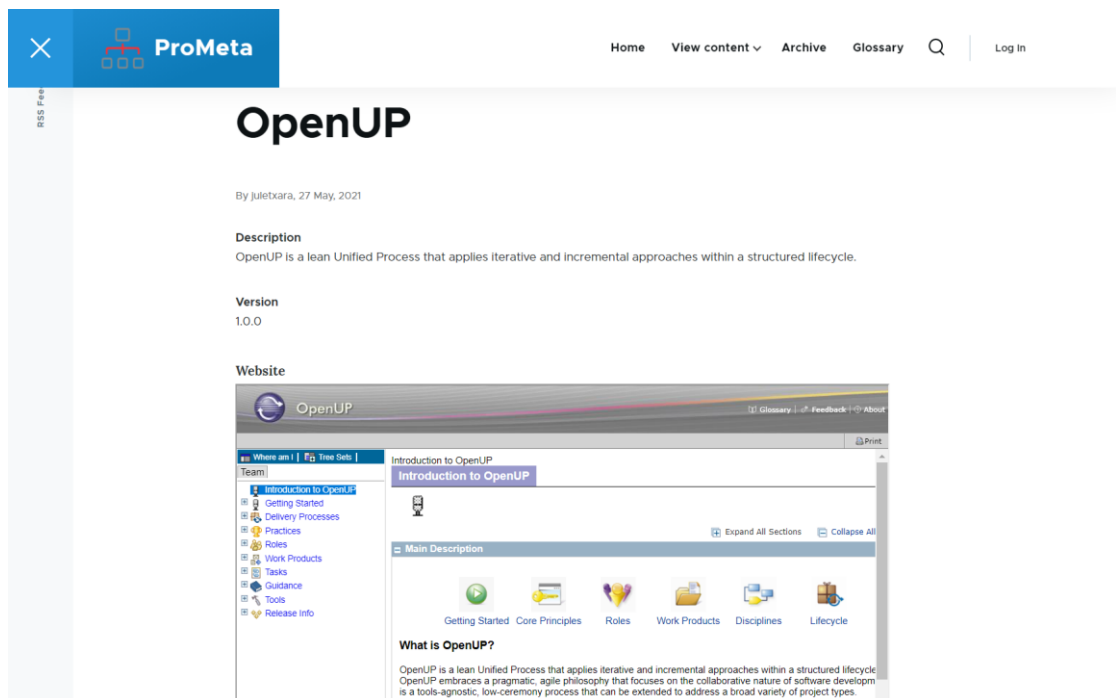 ProMeta
Home View content Archive Glossary Log in
RSS Fee
OpenUP
By juletxara, 27 May, 2021
Description
OpenUP is a lean Unified Process that applies iterative and incremental approaches within a structured lifecycle.
Version
1.0.0
Website
OpenUP
Glossary | Feedback | About
Print
Where am I | Tree Sets |
Team
Introduction to OpenUP
Getting Started
Delivery Processes
Practices
Roles
Work Products
Tasks
Guidance
Tools
Release Info
Introduction to OpenUP
Introduction to OpenUP
Expand All Sections Collapse All
Main Description
Getting Started Core Principles Roles Work Products Disciplines Lifecycle
What is OpenUP?
OpenUP is a lean Unified Process that applies iterative and incremental approaches within a structured lifecycle
OpenUP embraces a pragmatic, agile philosophy that focuses on the collaborative nature of software developm
is a tools-agnostic, low-ceremony process that can be extended to address a broad variety of project types.